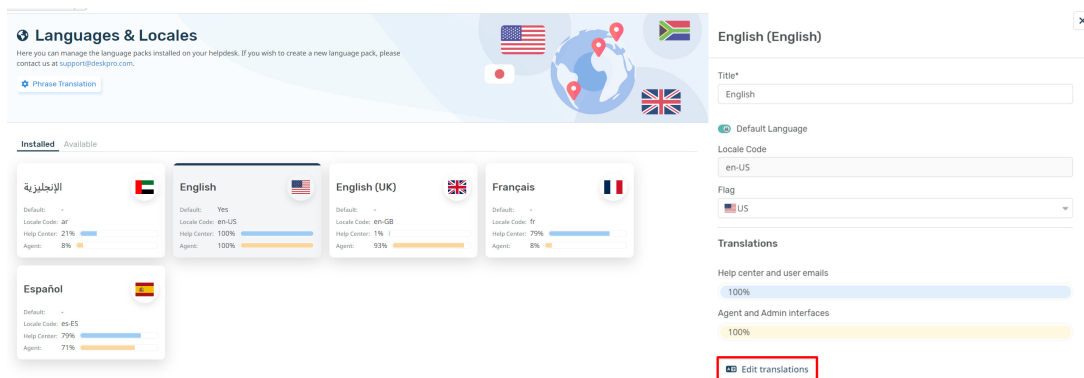 Languages & Locales
Here you can manage the language packs installed on your helpdesk. If you wish to create a new language pack, please
contact us at support@deskpro.com.
Phrase Translation
Installed Available
الإنجليزية
Default: -
Locale Code: ar
Help Center: 21%
Agent: 8%
English
Default: Yes
Locale Code: en-US
Help Center: 100%
Agent: 100%
English (UK)
Default: -
Locale Code: en-GB
Help Center: 1%
Agent: 93%
Français
Default: -
Locale Code: fr
Help Center: 79%
Agent: 8%
Español
Default: -
Locale Code: es-ES
Help Center: 79%
Agent: 71%
English (English)
Title*
English
Default Language
Locale Code
en-US
Flag
US
Translations
Help center and user emails
100%
Agent and Admin interfaces
100%
Edit translations